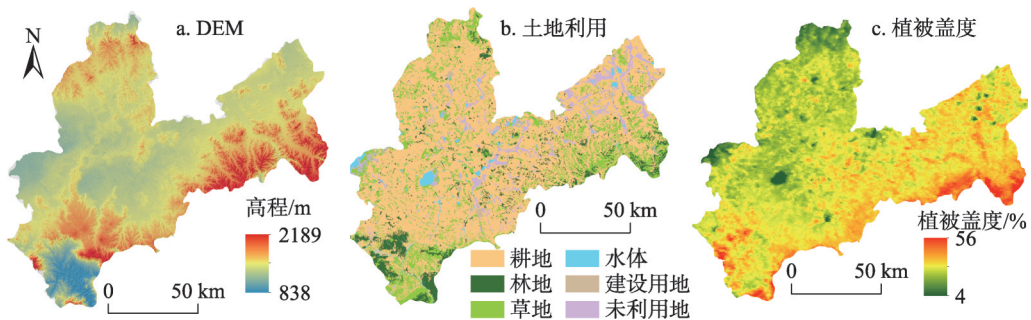 N
a. DEM
高程/m
2189
838
0 50 km
b. 土地利用
0 50 km
耕地 水体
林地 建设用地
草地 未利用地
c. 植被盖度
植被盖度/%
56
4
0 50 km